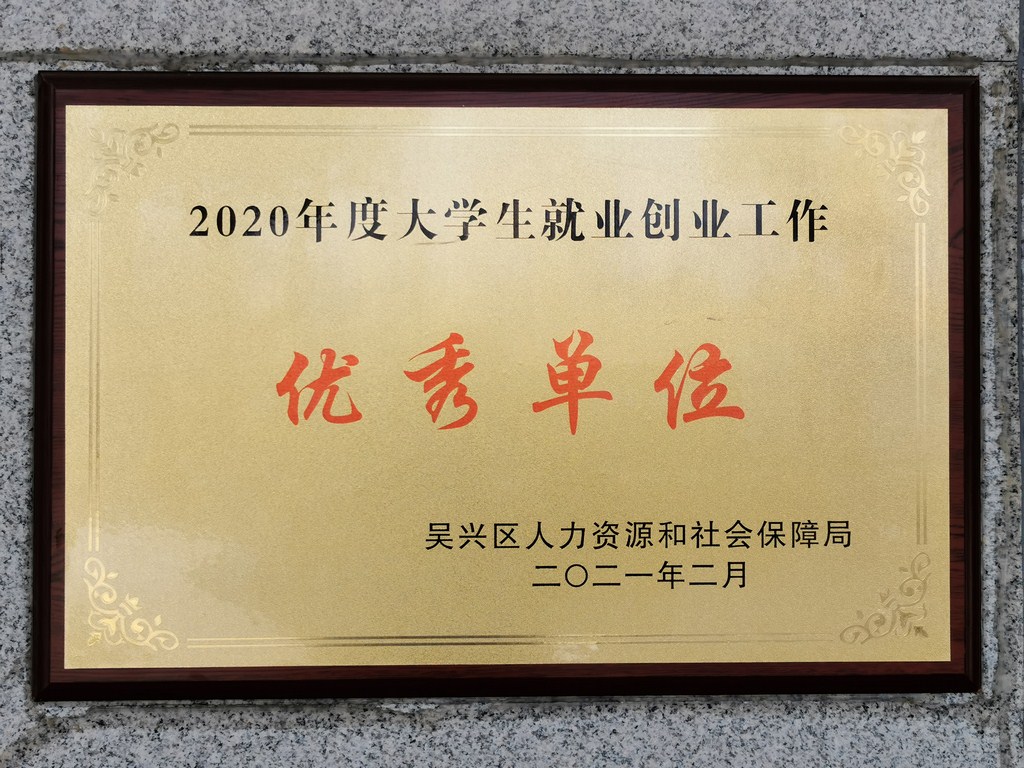 2020年度大学生就业创业工作
优秀单位
吴兴区人力资源和社会保障局
二〇二一年二月